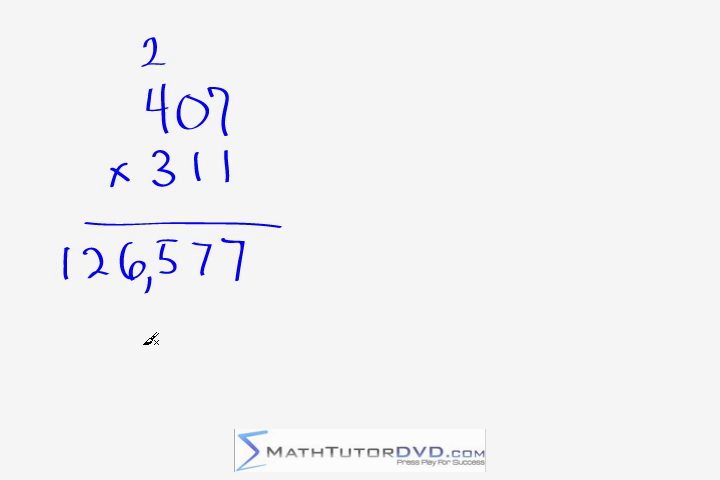 2
407
× 311
126,577
MATHTUTORDVD.COM
Press Play For Success